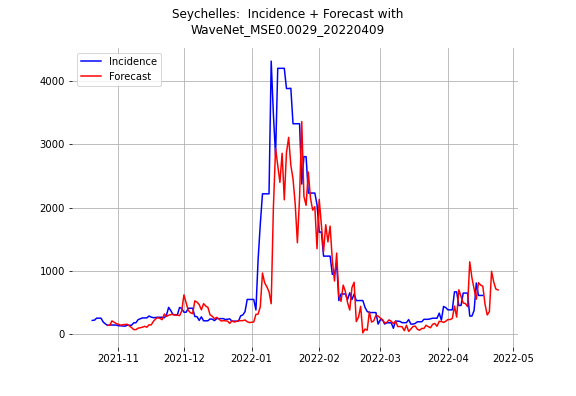 Seychelles:  Incidence + Forecast with
WaveNet_MSE0.0029_20220409
Incidence
Forecast
4000
3000
2000
1000
0
2021-11 2021-12 2022-01 2022-02 2022-03 2022-04 2022-05